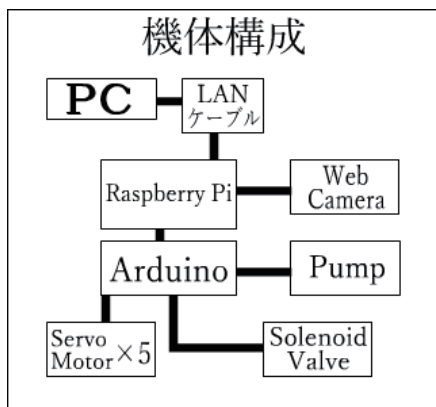 機体構成
PC
LAN
ケーブル
Raspberry Pi
Web
Camera
Arduino
Pump
Servo
Motor ×5
Solenoid
Valve